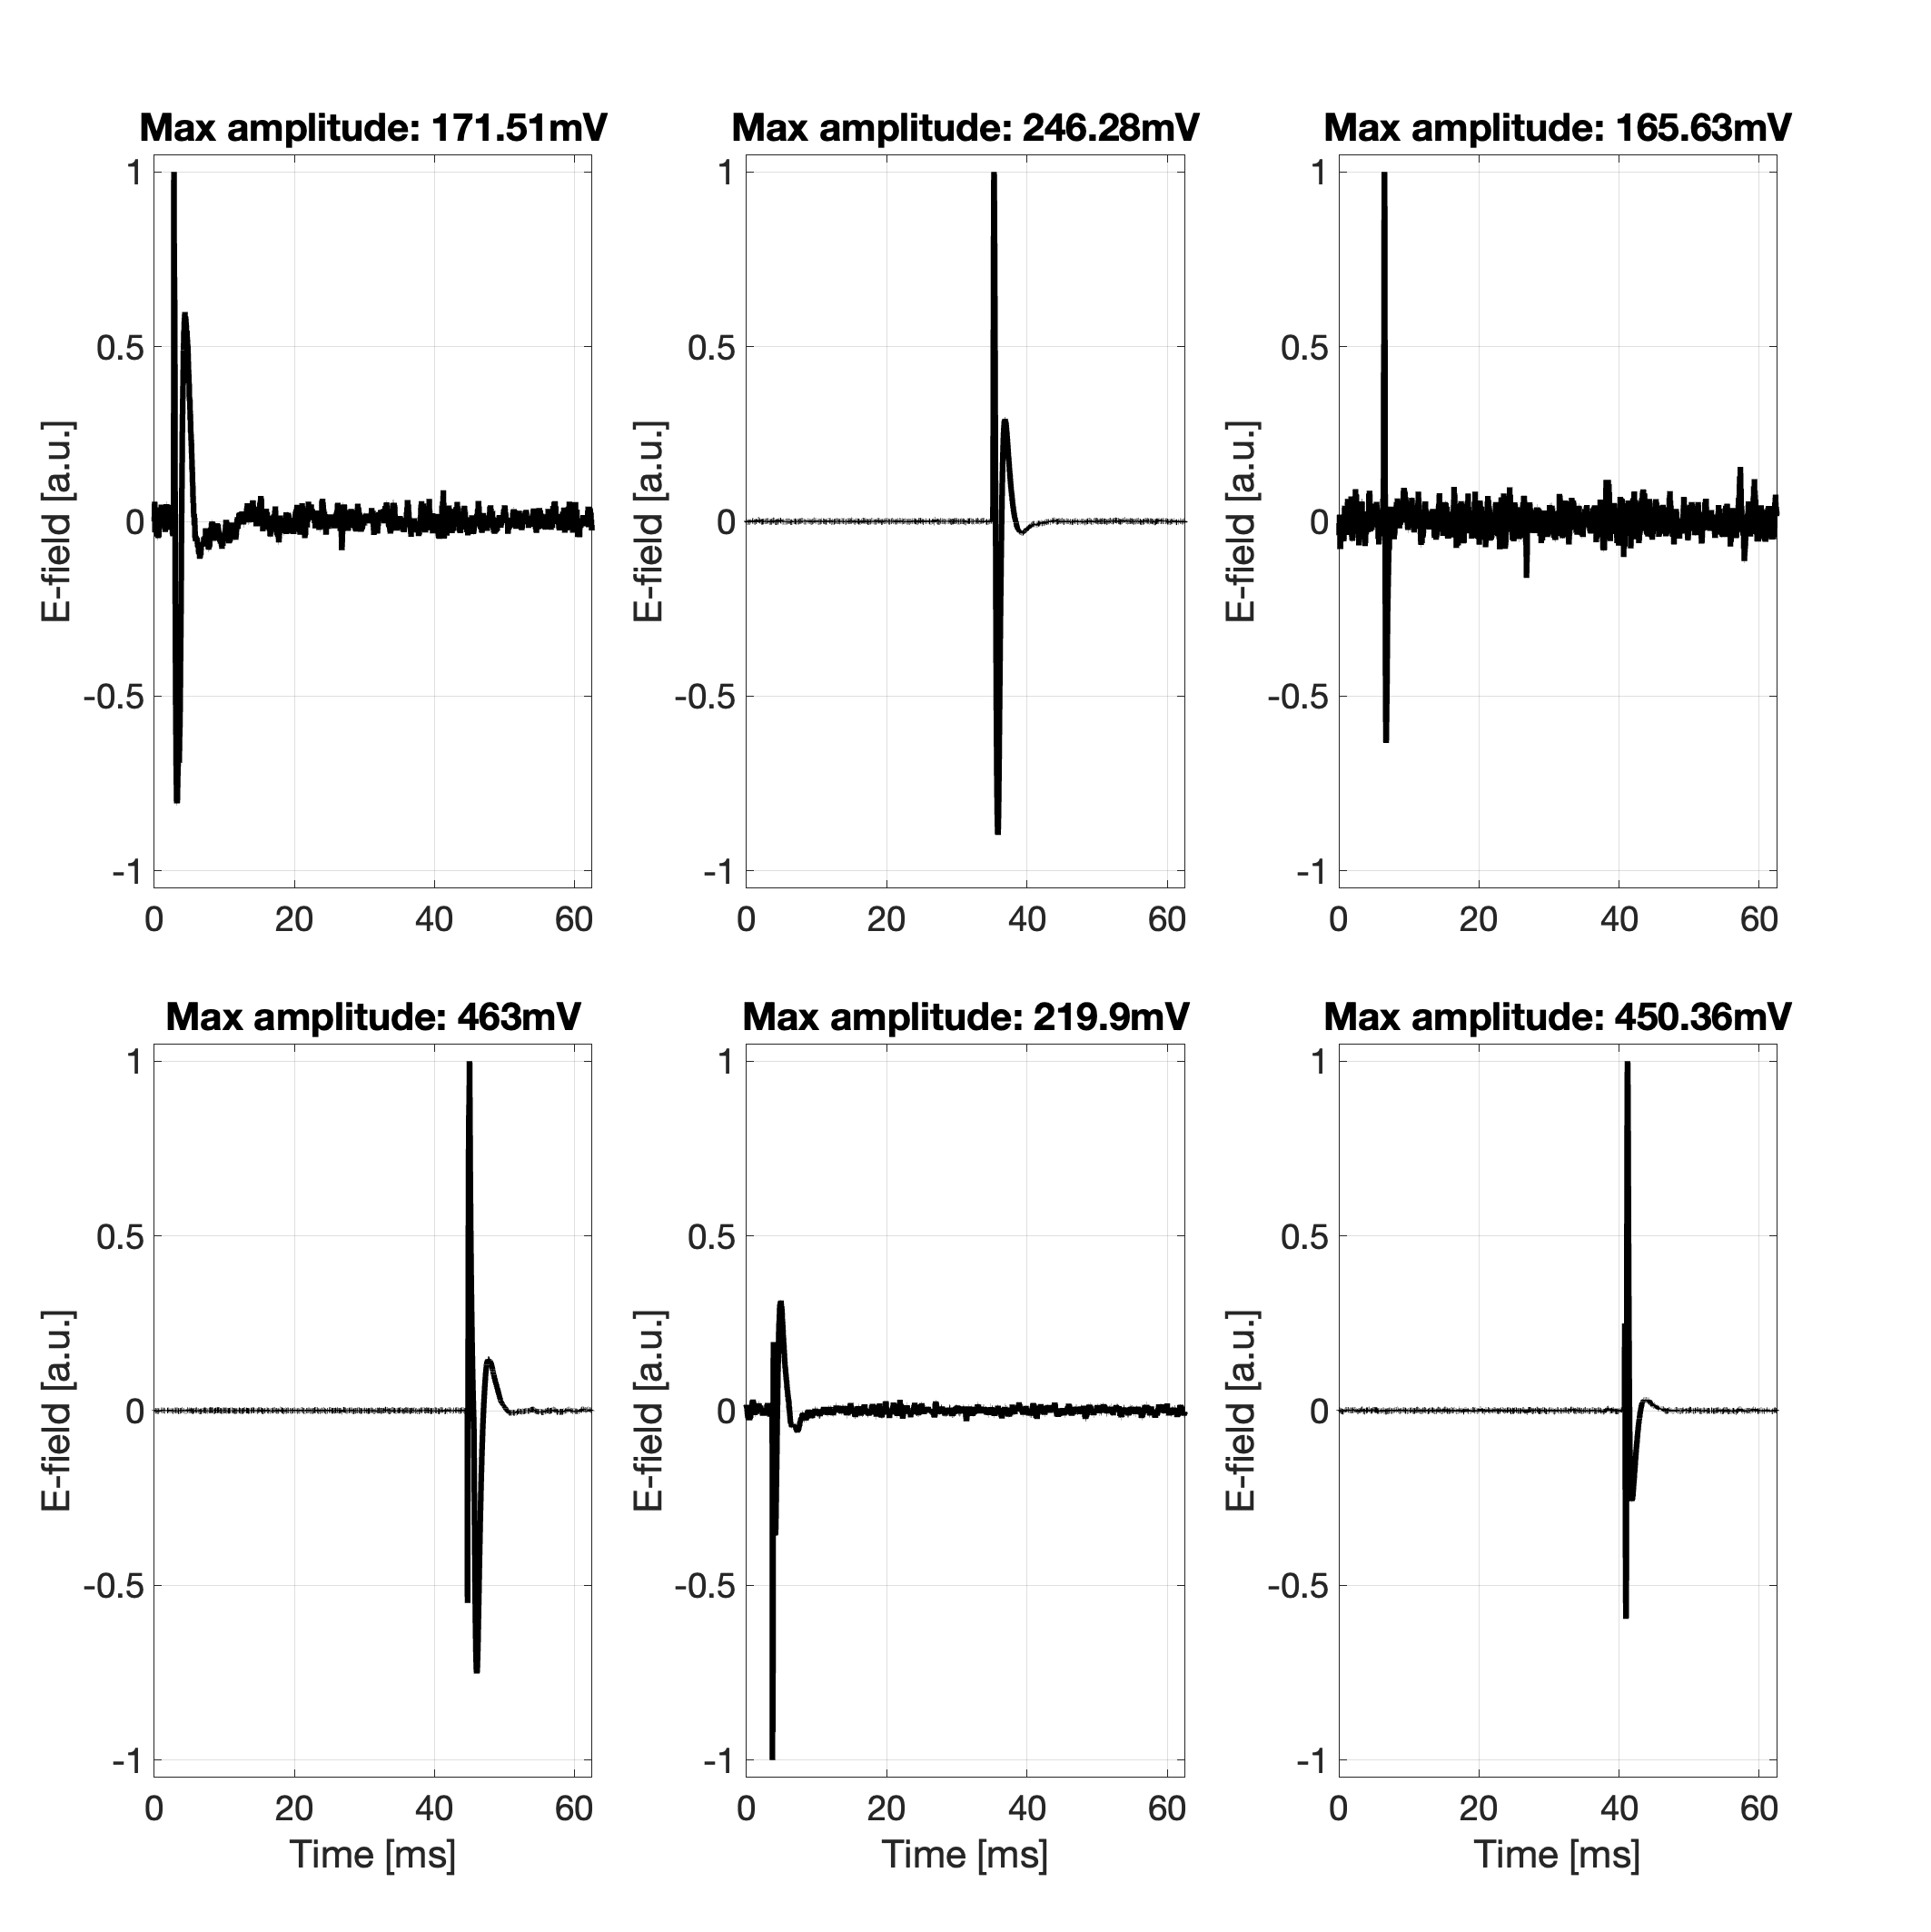 Max amplitude: 171.51mV
Max amplitude: 246.28mV
Max amplitude: 165.63mV
E-field [a.u.]
1
0.5
0
-0.5
-1
0 20 40 60
E-field [a.u.]
1
0.5
0
-0.5
-1
0 20 40 60
E-field [a.u.]
1
0.5
0
-0.5
-1
0 20 40 60
Max amplitude: 463mV
Max amplitude: 219.9mV
Max amplitude: 450.36mV
E-field [a.u.]
1
0.5
0
-0.5
-1
0 20 40 60
Time [ms]
E-field [a.u.]
1
0.5
0
-0.5
-1
0 20 40 60
Time [ms]
E-field [a.u.]
1
0.5
0
-0.5
-1
0 20 40 60
Time [ms]